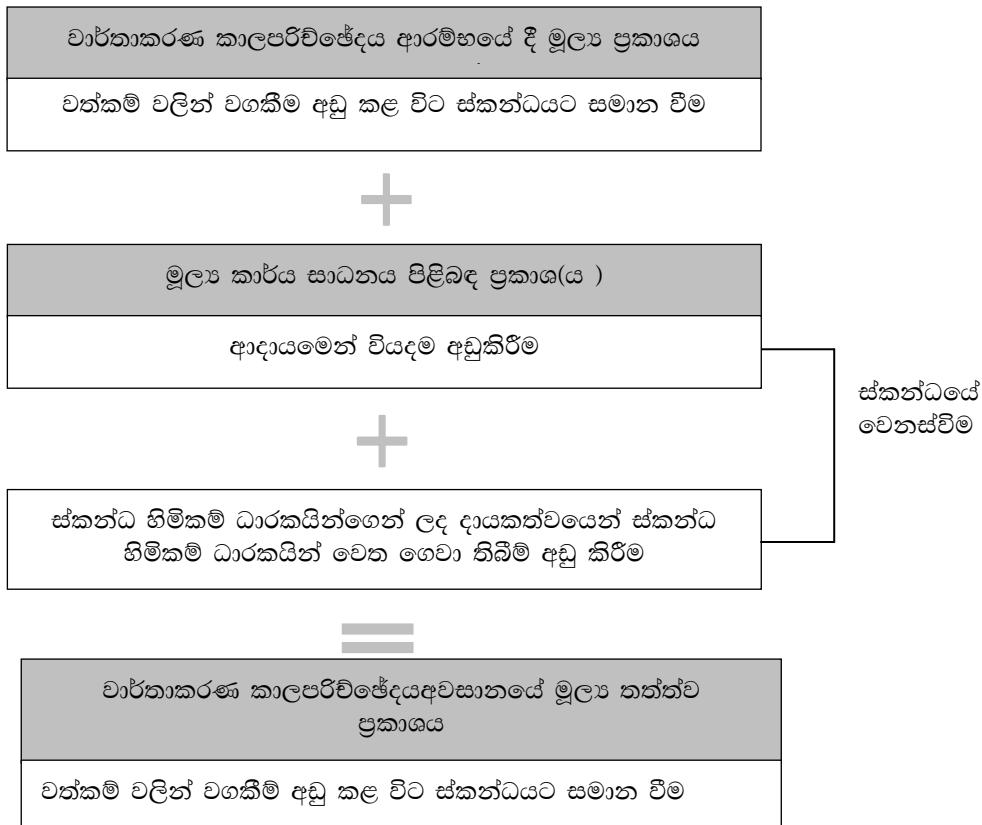 වාර්තාකරණ කාලපරිච්ඡේදය ආරම්භයේ දී මූල්‍ය ප්‍රකාශය
වත්කම් වලින් වගකීම අඩු කළ විට ස්කන්ධයට සමාන වීම
+
මූල්‍ය කාර්ය සාධනය පිළිබඳ ප්‍රකාශ(ය )
ආදායමෙන් වියදම අඩුකිරීම
ස්කන්ධයේ
වෙනස්විම
+
ස්කන්ධ හිමිකම් ධාරකයින්ගෙන් ලද දායකත්වයෙන් ස්කන්ධ
හිමිකම් ධාරකයින් වෙත ගෙවා තිබීම් අඩු කිරීම
=
වාර්තාකරණ කාලපරිච්ඡේදයඅවසානයේ මූල්‍ය තත්ත්ව
ප්‍රකාශය
වත්කම් වලින් වගකීම් අඩු කළ විට ස්කන්ධයට සමාන වීම